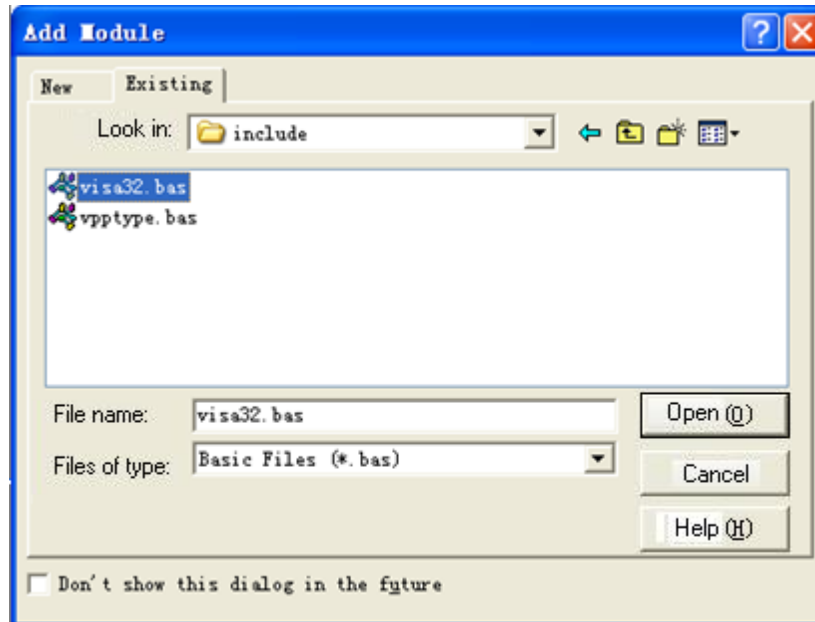 Add Module
New Existing
Look in: include
visa32.bas
vpptype.bas
File name: visa32.bas Open (O)
Files of type: Basic Files (*.bas)
Cancel
Help (H)
Don't show this dialog in the future